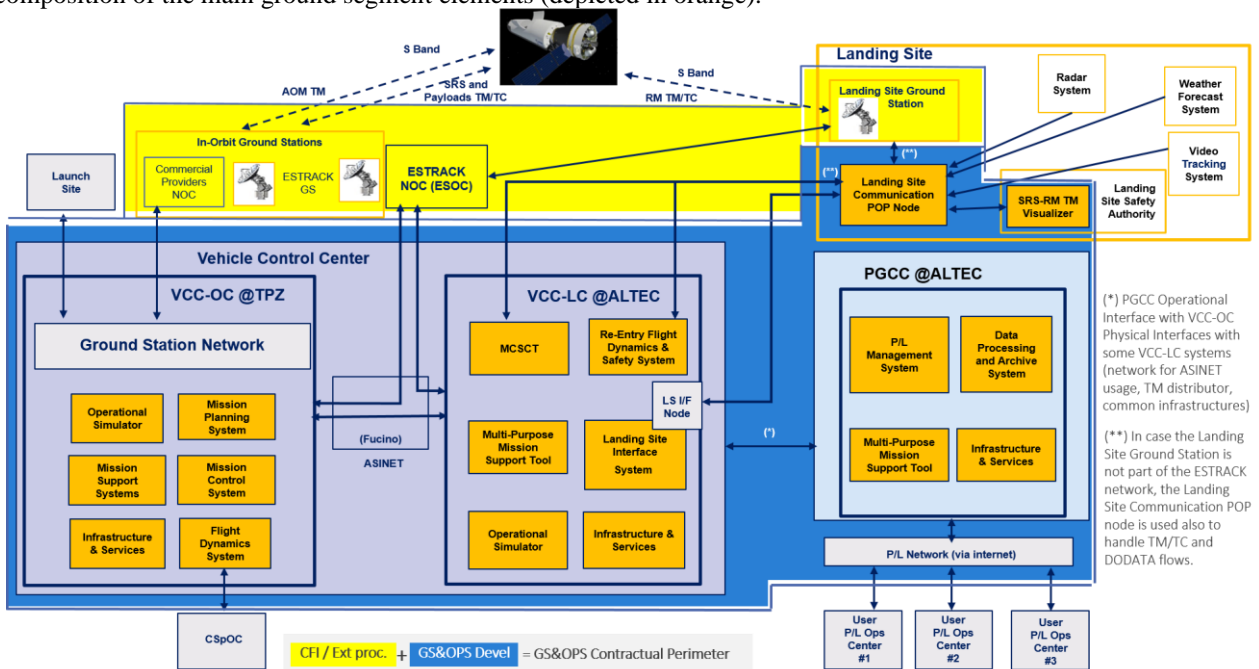 composition of the main ground segment elements (depicted in orange).
S Band
AOM TM
SRS and
Payloads TM/TC
S Band
RM TM/TC
Landing Site
Landing Site Ground
Station
Radar
System
Weather
Forecast
System
Video
Tracking
System
In-Orbit Ground Stations
Commercial
Providers
NOC
ESTRACK
GS
ESTRACK
NOC (ESOC)
Launch
Site
(**)
(**)
Landing Site
Communication
POP Node
SRS-RM TM
Visualizer
Landing
Site Safety
Authority
Vehicle Control Center
VCC-OC @TPZ
Ground Station Network
Operational
Simulator
Mission
Planning
System
Mission
Support
Systems
Mission
Control
System
Infrastructure
& Services
Flight
Dynamics
System
(Fucino)
ASINET
VCC-LC @ALTEC
MCSCT
Re-Entry Flight
Dynamics &
Safety System
LS I/F
Node
Multi-Purpose
Mission
Support Tool
Landing Site
Interface
System
Operational
Simulator
Infrastructure
& Services
(*)
PGCC @ALTEC
P/L
Management
System
Data
Processing
and Archive
System
Multi-Purpose
Mission
Support Tool
Infrastructure
& Services
P/L Network (via internet)
(*) PGCC Operational
Interface with VCC-OC
Physical Interfaces with
some VCC-LC systems
(network for ASINET
usage, TM distributor,
common infrastructures)
(**) In case the Landing
Site Ground Station is
not part of the ESTRACK
network, the Landing
Site Communication POP
node is used also to
handle TM/TC and
DODATA flows.
CSpOC
User
P/L Ops
Center
#1
User
P/L Ops
Center
#2
User
P/L Ops
Center
#3
CFI / Ext proc. + GS&OPS Devel = GS&OPS Contractual Perimeter